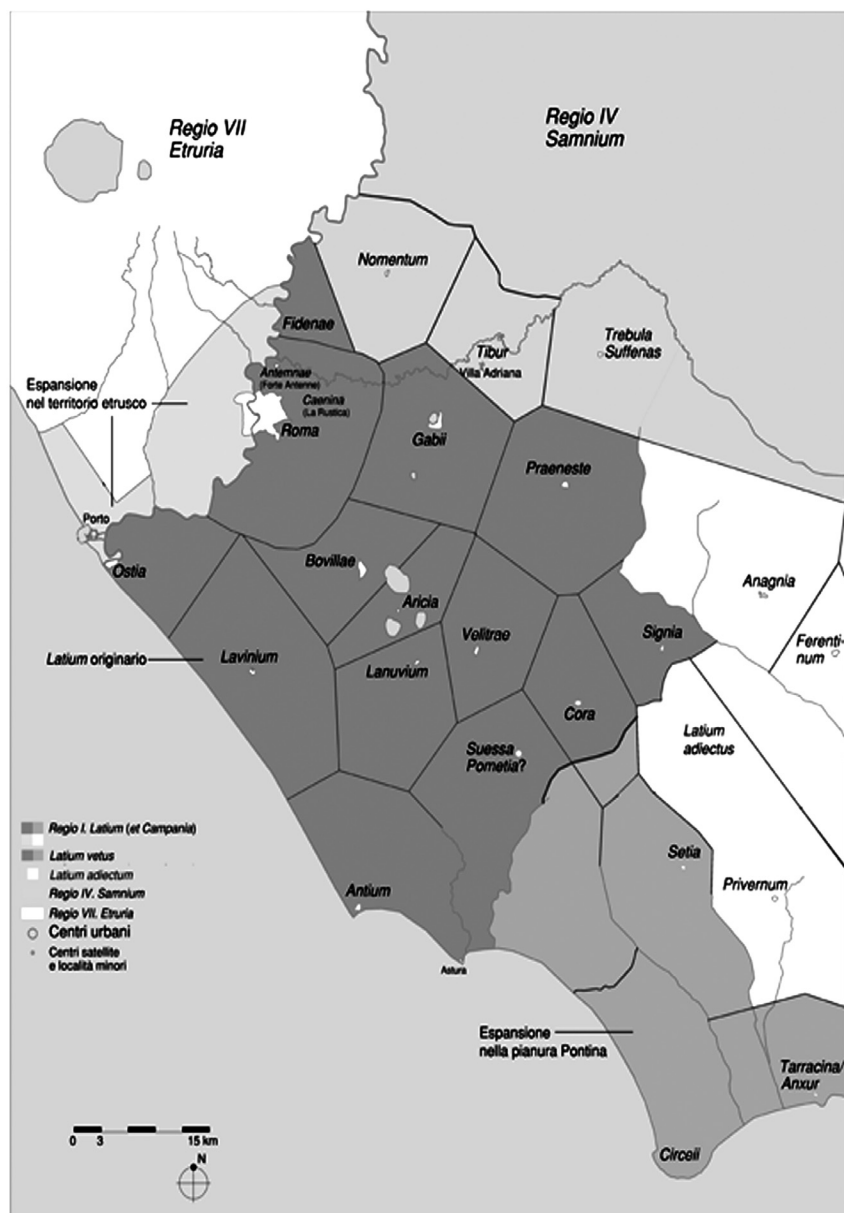 Regio VII
Etruria
Regio IV
Samnium
Nomentum
Fidenae
Tibur
Villa Adriana
Trebula
Suffenas
Espansione
nel territorio etrusco
Antemnae
(Forte Antenne)
Caenina
(La Rustica)
Roma
Gabii
Praeneste
Porto
Ostia
Bovillae
Aricia
Anagnia
Ferenti-
num
Latium originario
Lavinium
Lanuvium
Velitrae
Signia
Cora
Suessa
Pometia?
Latium
adiectus
Regio I. Latium (et Campania)
Latium vetus
Latium adiectum
Regio IV. Samnium
Regio VII. Etruria
Centri urbani
Centri satellite
e località minori
Setia
Privernum
Antium
Astura
Espansione
nella pianura Pontina
Tarracina/
Anxur
Circeii
0 3 15 km
N